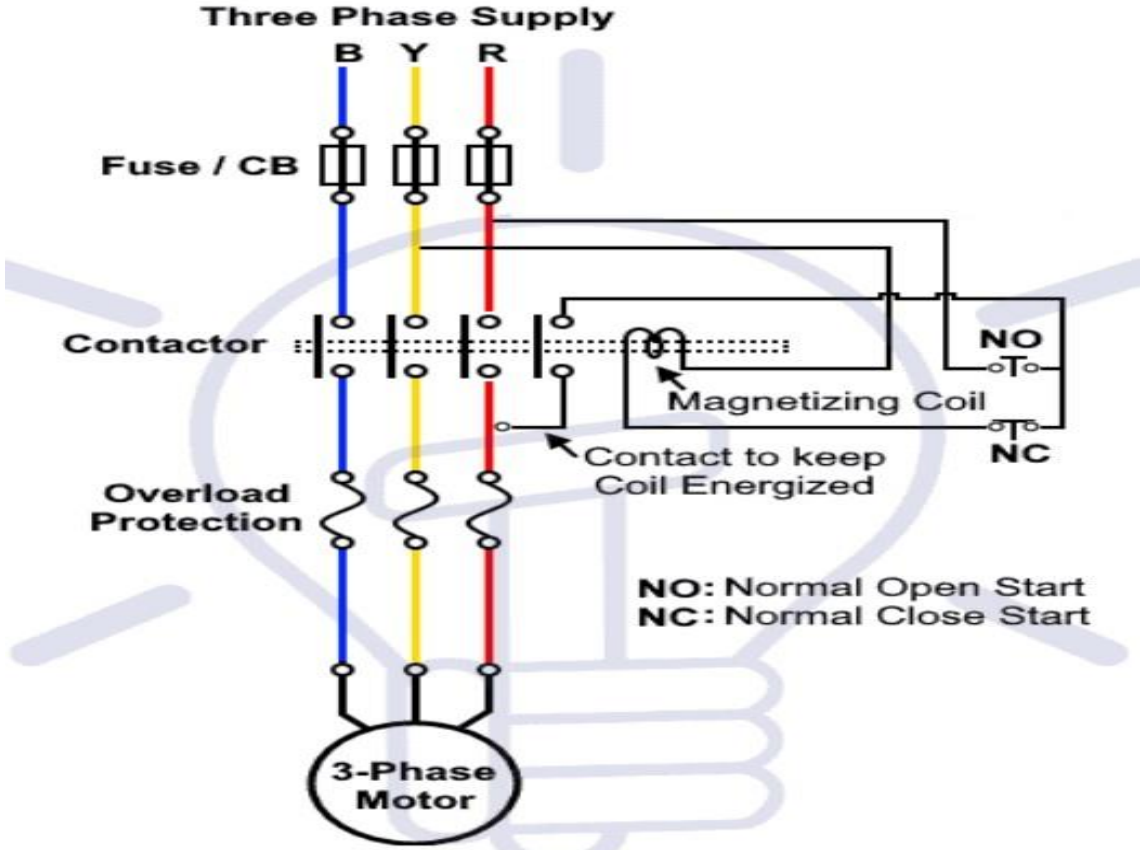 Three Phase Supply
B Y R
Fuse / CB
Contactor
NO
Magnetizing Coil
NC
Contact to keep
Coil Energized
Overload
Protection
NO: Normal Open Start
NC: Normal Close Start
3-Phase
Motor